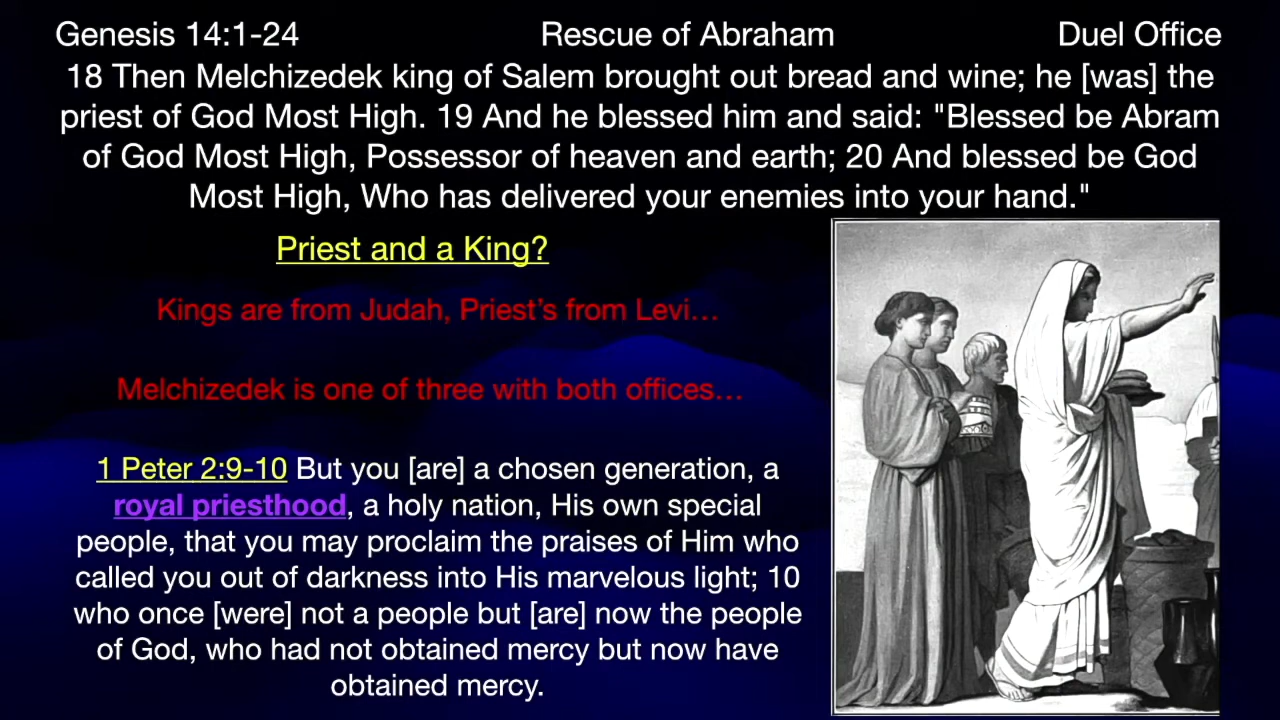 Genesis 14:1-24 Rescue of Abraham Duel Office
18 Then Melchizedek king of Salem brought out bread and wine; he [was] the
priest of God Most High. 19 And he blessed him and said: "Blessed be Abram
of God Most High, Possessor of heaven and earth; 20 And blessed be God
Most High, Who has delivered your enemies into your hand."
Priest and a King?
Kings are from Judah, Priest's from Levi…
Melchizedek is one of three with both offices…
1 Peter 2:9-10 But you [are] a chosen generation, a
royal priesthood, a holy nation, His own special
people, that you may proclaim the praises of Him who
called you out of darkness into His marvelous light; 10
who once [were] not a people but [are] now the people
of God, who had not obtained mercy but now have
obtained mercy.